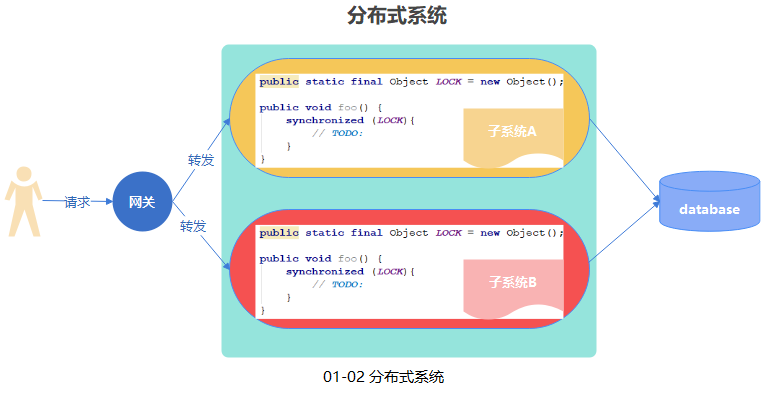 分布式系统
public static final Object LOCK = new Object();
public void foo() {
synchronized (LOCK){
// TODO:
}
}
子系统A
转发
请求
网关
database
转发
public static final Object LOCK = new Object();
public void foo() {
synchronized (LOCK){
// TODO:
}
}
子系统B
01-02 分布式系统